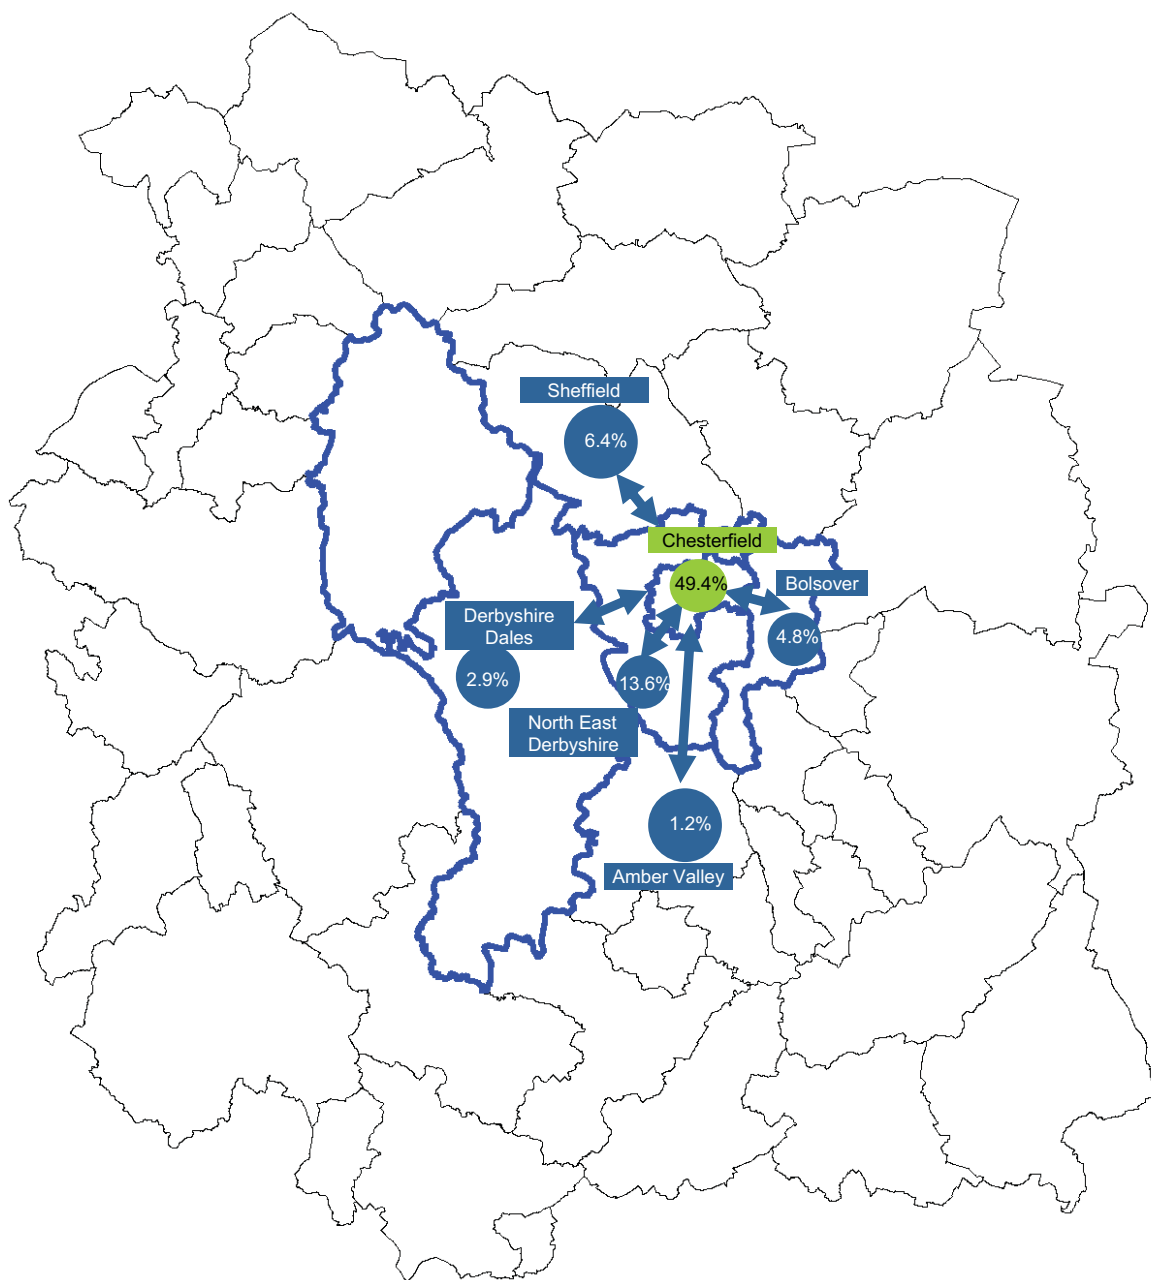 Sheffield
6.4%
Chesterfield
49.4%
Bolsover
4.8%
Derbyshire
Dales
2.9%
13.6%
North East
Derbyshire
1.2%
Amber Valley